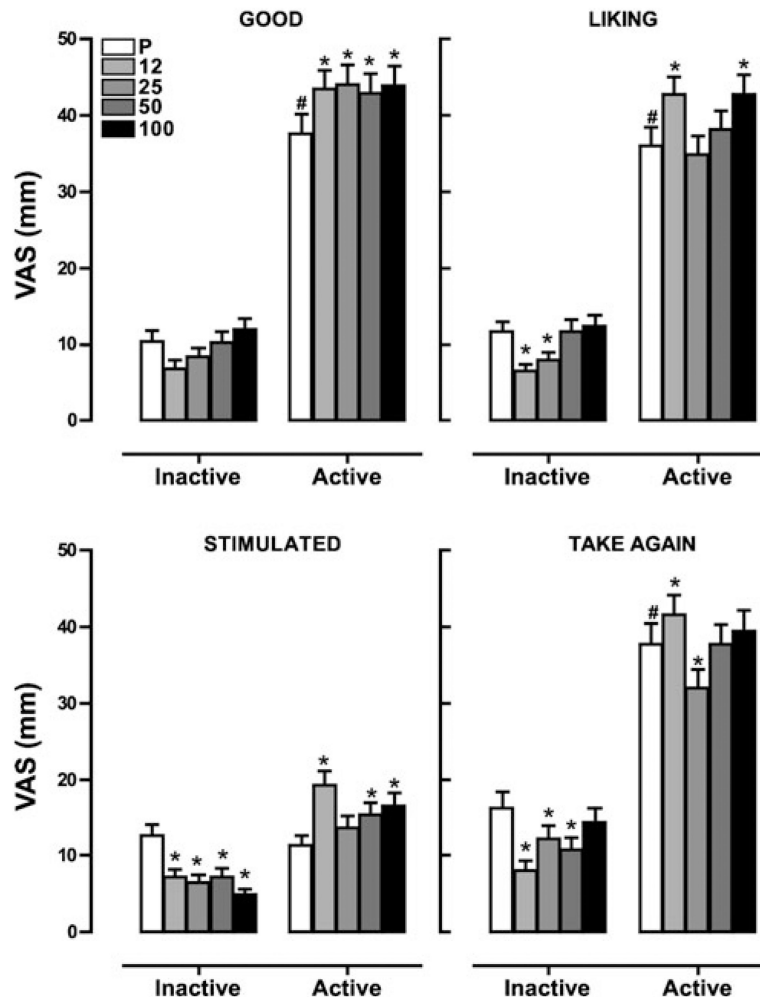 GOOD
LIKING
50
40
30
20
10
0
VAS (mm)
P
12
25
50
100
#
*
*
*
*
#
*
*
*
*
Inactive
Active
Inactive
Active
STIMULATED
TAKE AGAIN
50
40
30
20
10
0
VAS (mm)
*
*
*
*
*
*
*
*
*
*
#
*
*
Inactive
Active
Inactive
Active